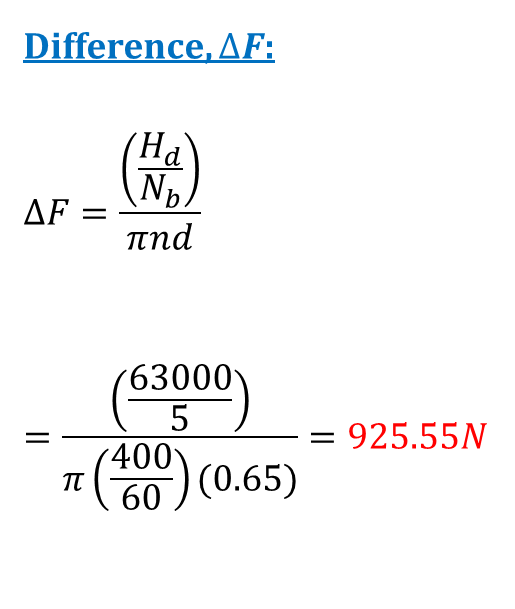 Difference, ΔF:
ΔF = (H_d/N_b)/(πnd)
= (63000/5)/(π(400/60)(0.65)) = 925.55N